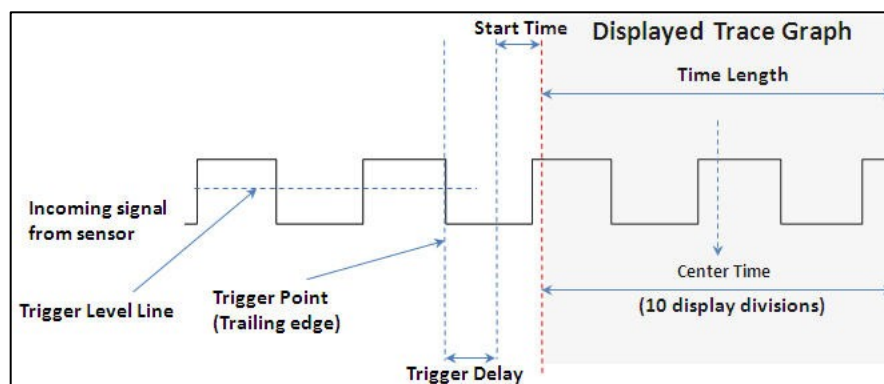 Start Time
Displayed Trace Graph
Time Length
Incoming signal
from sensor
Trigger Level Line
Trigger Point
(Trailing edge)
Center Time
(10 display divisions)
Trigger Delay